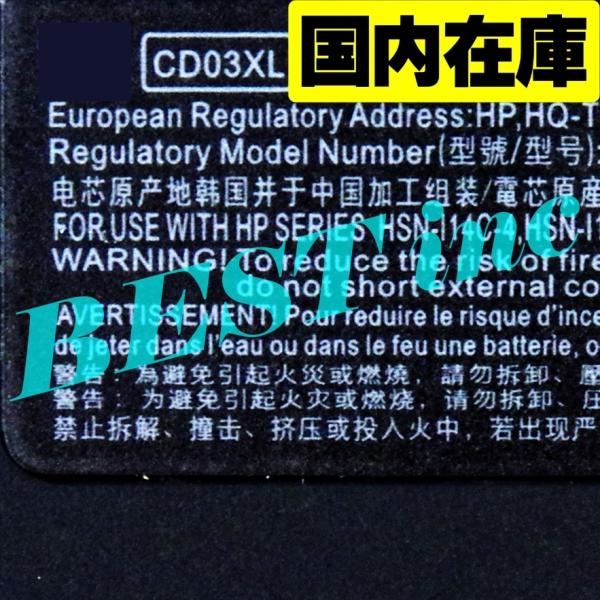 CD03XL
国内在庫
European Regulatory Address:HP,HQ-T
Regulatory Model Number(型號/型号):
电芯原产地韩国并于中国加工组装/電芯原産
FOR USE WITH HP SERIES HSN-I14C-4,HSN-I1
WARNING! To reduce the risk of fire
do not short external co
AVERTISSEMENT! Pour reduire le risque d'ince
de jeter dans l'eau ou dans le feu une batterie, o
警告：為避免引起火災或燃燒，請勿拆卸、壓
警告：为避免引起火灾或燃烧，请勿拆卸、压
禁止拆解、撞击、挤压或投入火中，若出现严
BEST inc